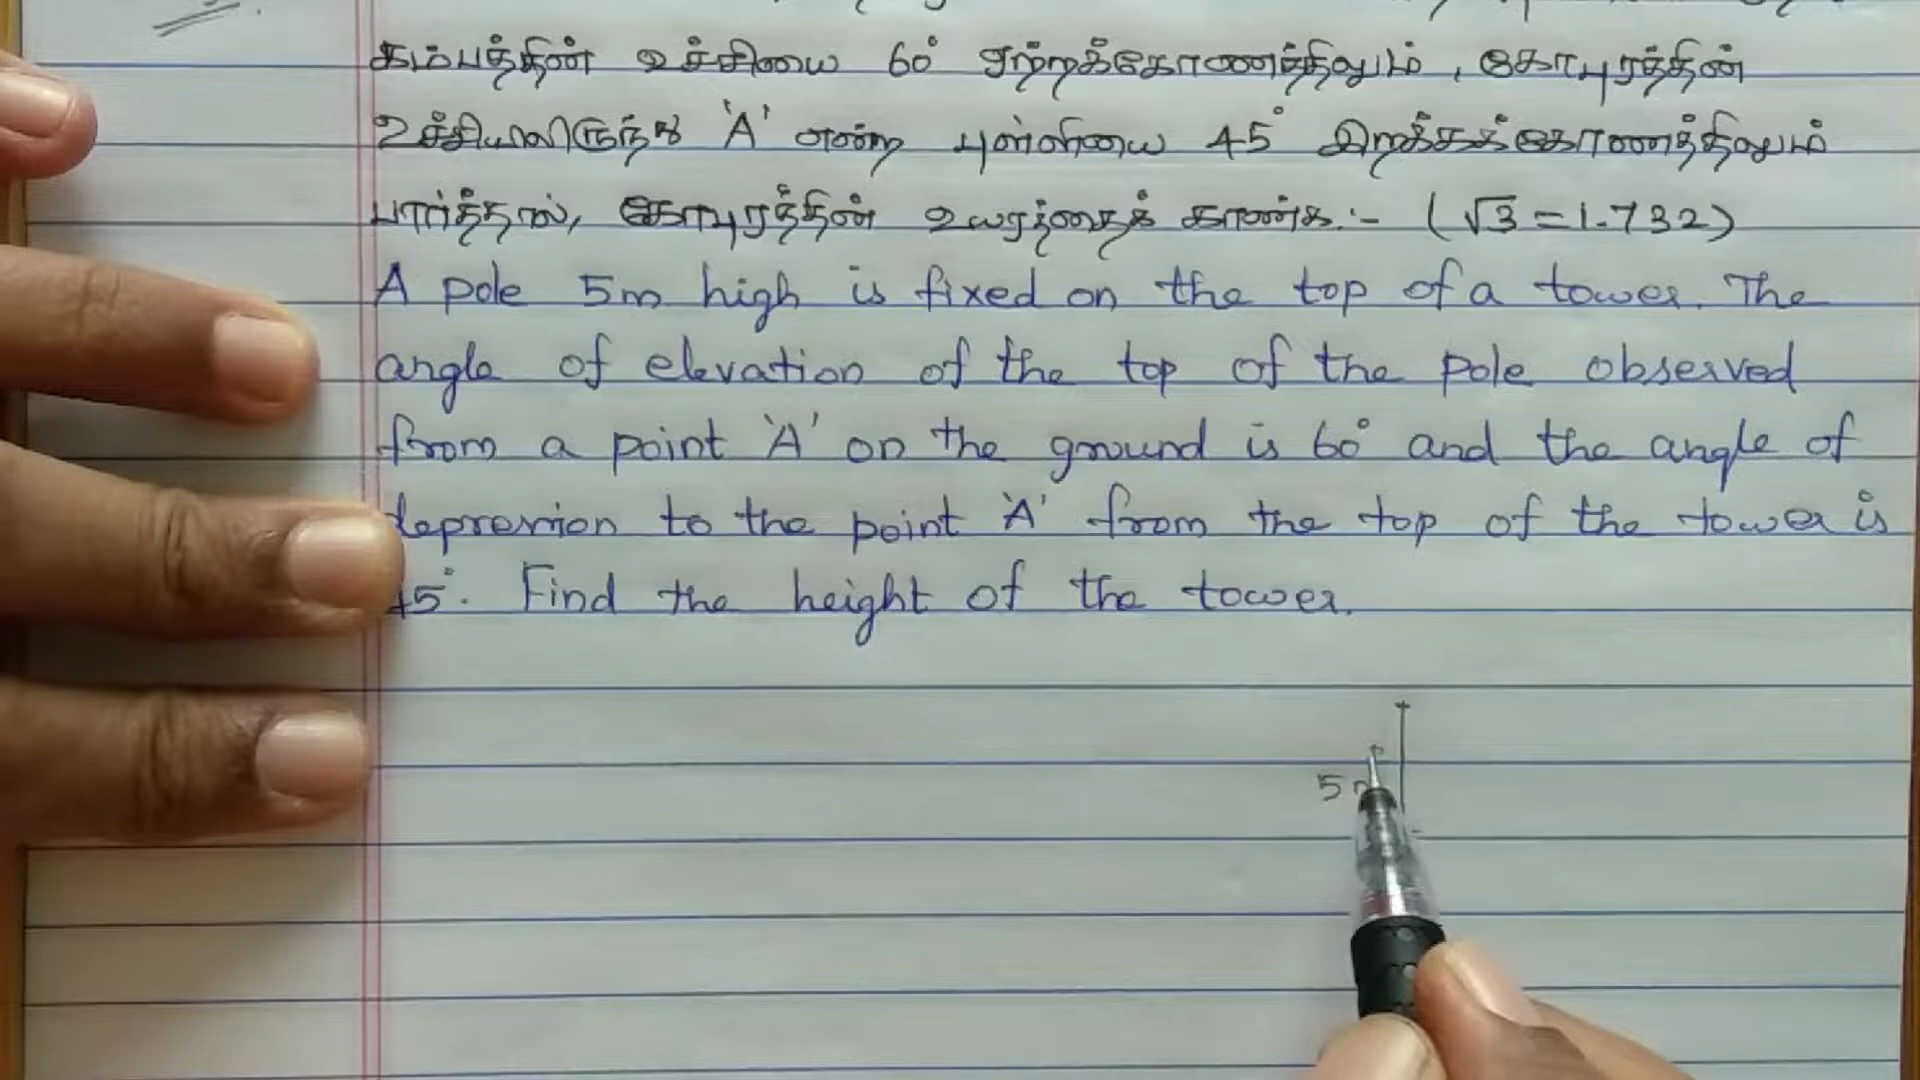 கம்பத்தின் உச்சியை 60° ஏற்றக்கோணத்திலும், கோபுரத்தின்
உச்சியிலிருந்து 'A' என்ற புள்ளியை 45° இறக்கக்கோணத்திலும்
பார்த்தால், கோபுரத்தின் உயரத்தைக் காண்க:- (√3 = 1.732)
A pole 5m high is fixed on the top of a tower. The
angle of elevation of the top of the pole observed
from a point 'A' on the ground is 60° and the angle of
depression to the point 'A' from the top of the tower is
45°. Find the height of the tower.
5